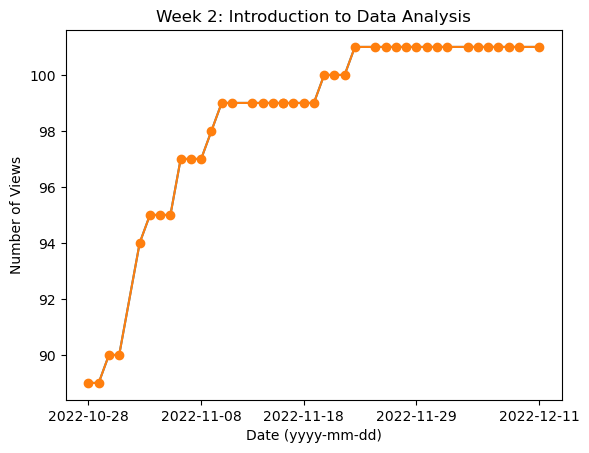 Week 2: Introduction to Data Analysis
100
98
96
94
92
90
Number of Views
2022-10-28 2022-11-08 2022-11-18 2022-11-29 2022-12-11
Date (yyyy-mm-dd)